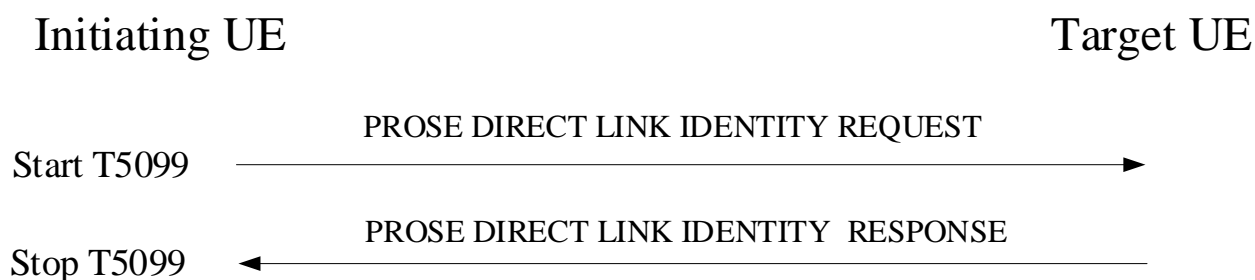 Initiating UE Target UE
PROSE DIRECT LINK IDENTITY REQUEST
Start T5099
PROSE DIRECT LINK IDENTITY RESPONSE
Stop T5099